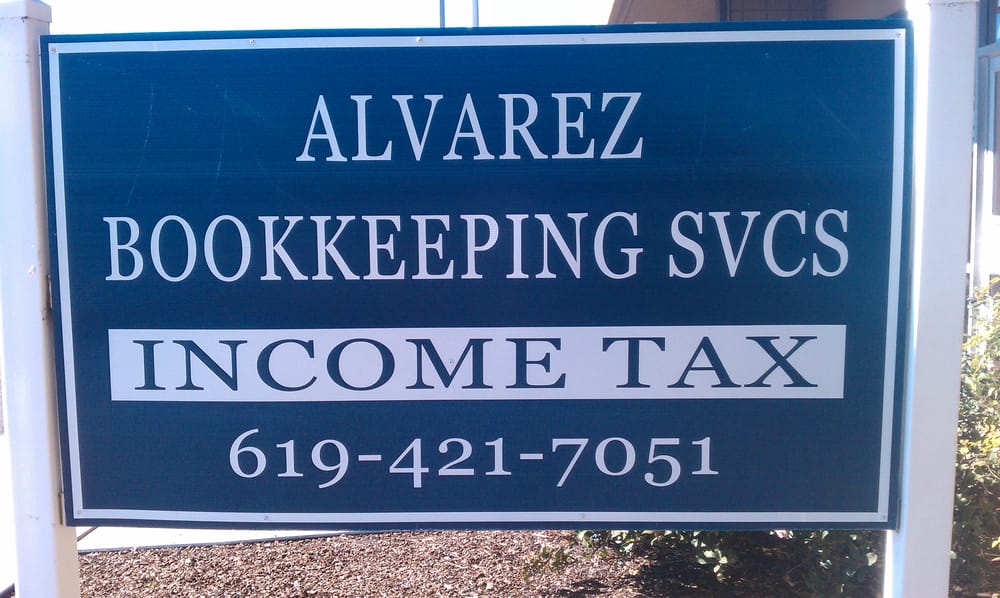 ALVAREZ
BOOKKEEPING SVCS
INCOME TAX
619-421-7051